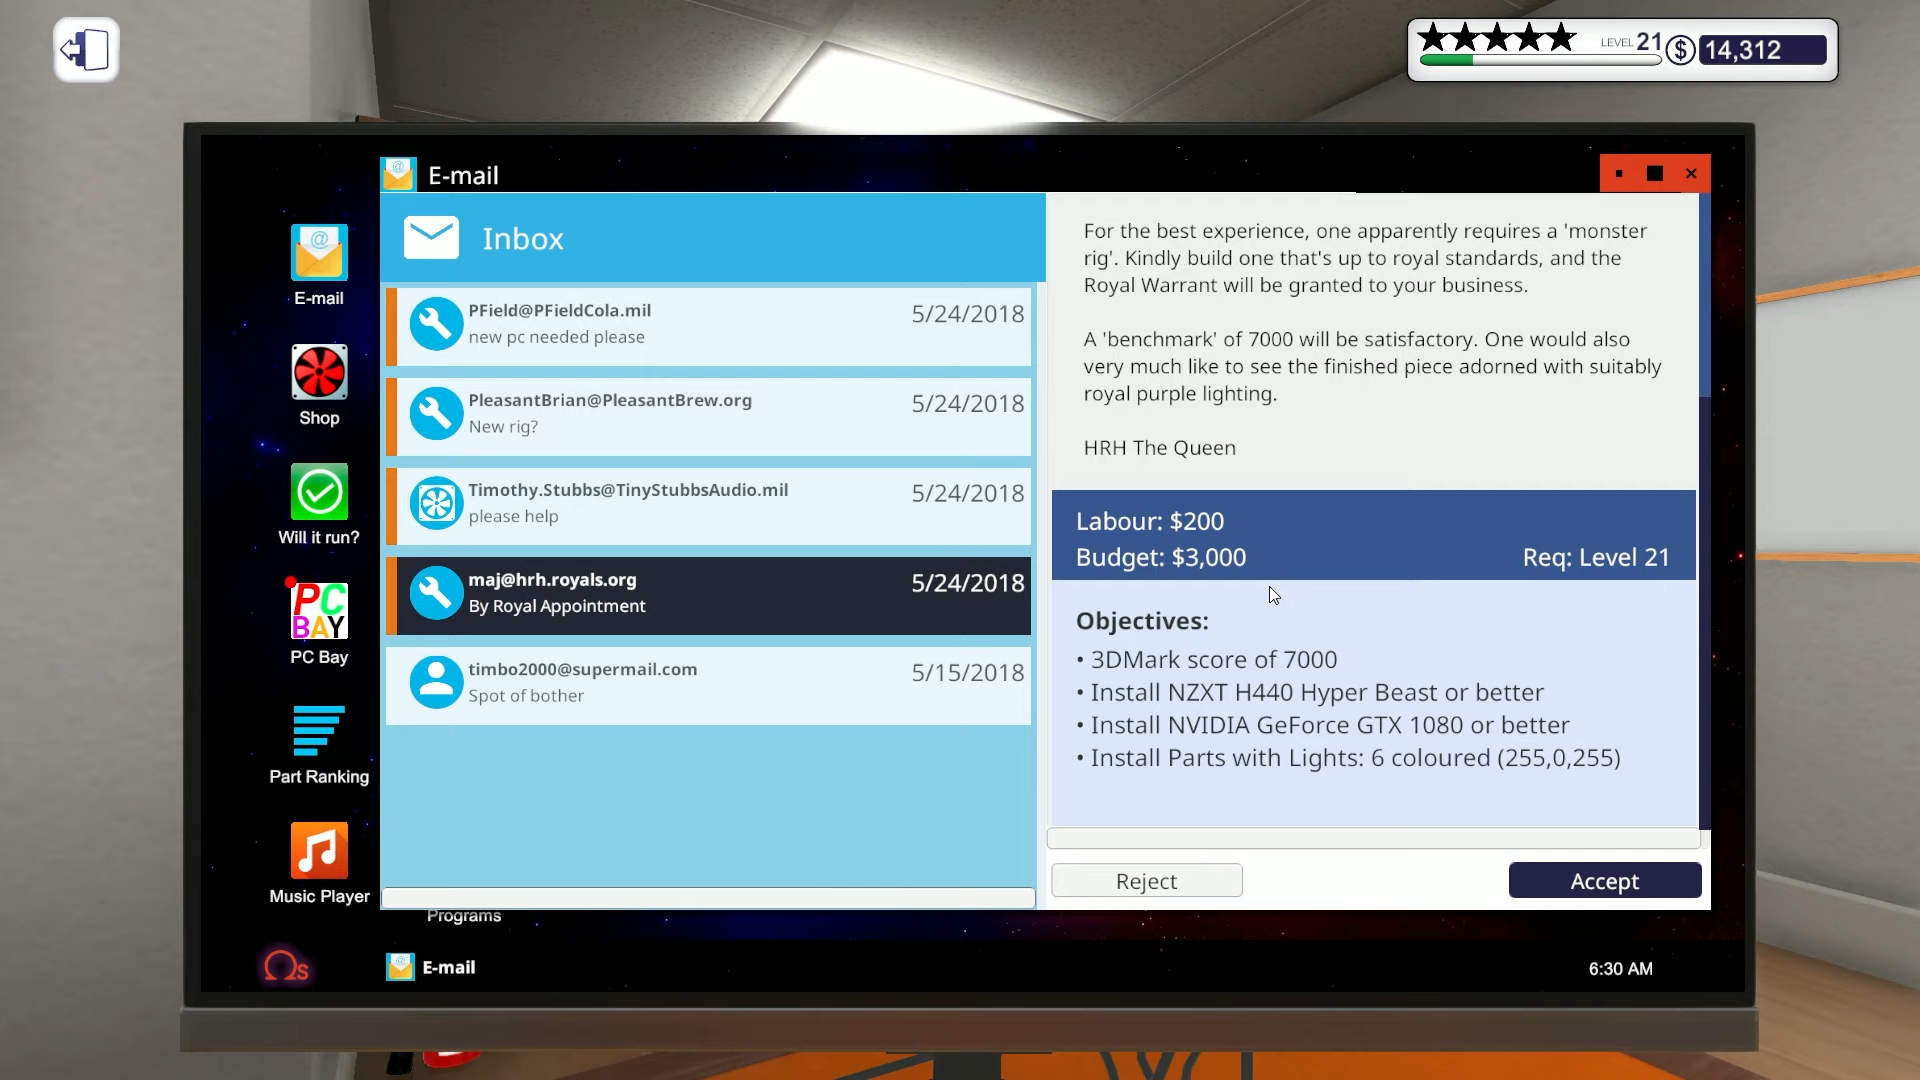 LEVEL 21
$ 14,312
E-mail
Inbox
PField@PFieldCola.mil
5/24/2018
new pc needed please
PleasantBrian@PleasantBrew.org
5/24/2018
New rig?
Timothy.Stubbs@TinyStubbsAudio.mil
5/24/2018
please help
maj@hrh.royals.org
5/24/2018
By Royal Appointment
timbo2000@supermail.com
5/15/2018
Spot of bother
For the best experience, one apparently requires a 'monster
rig'. Kindly build one that's up to royal standards, and the
Royal Warrant will be granted to your business.
A 'benchmark' of 7000 will be satisfactory. One would also
very much like to see the finished piece adorned with suitably
royal purple lighting.
HRH The Queen
Labour: $200
Budget: $3,000
Req: Level 21
Objectives:
• 3DMark score of 7000
• Install NZXT H440 Hyper Beast or better
• Install NVIDIA GeForce GTX 1080 or better
• Install Parts with Lights: 6 coloured (255,0,255)
Reject
Accept
E-mail
Shop
Will it run?
PC
BAY
PC Bay
Part Ranking
Music Player
Programs
Ωs
E-mail
6:30 AM